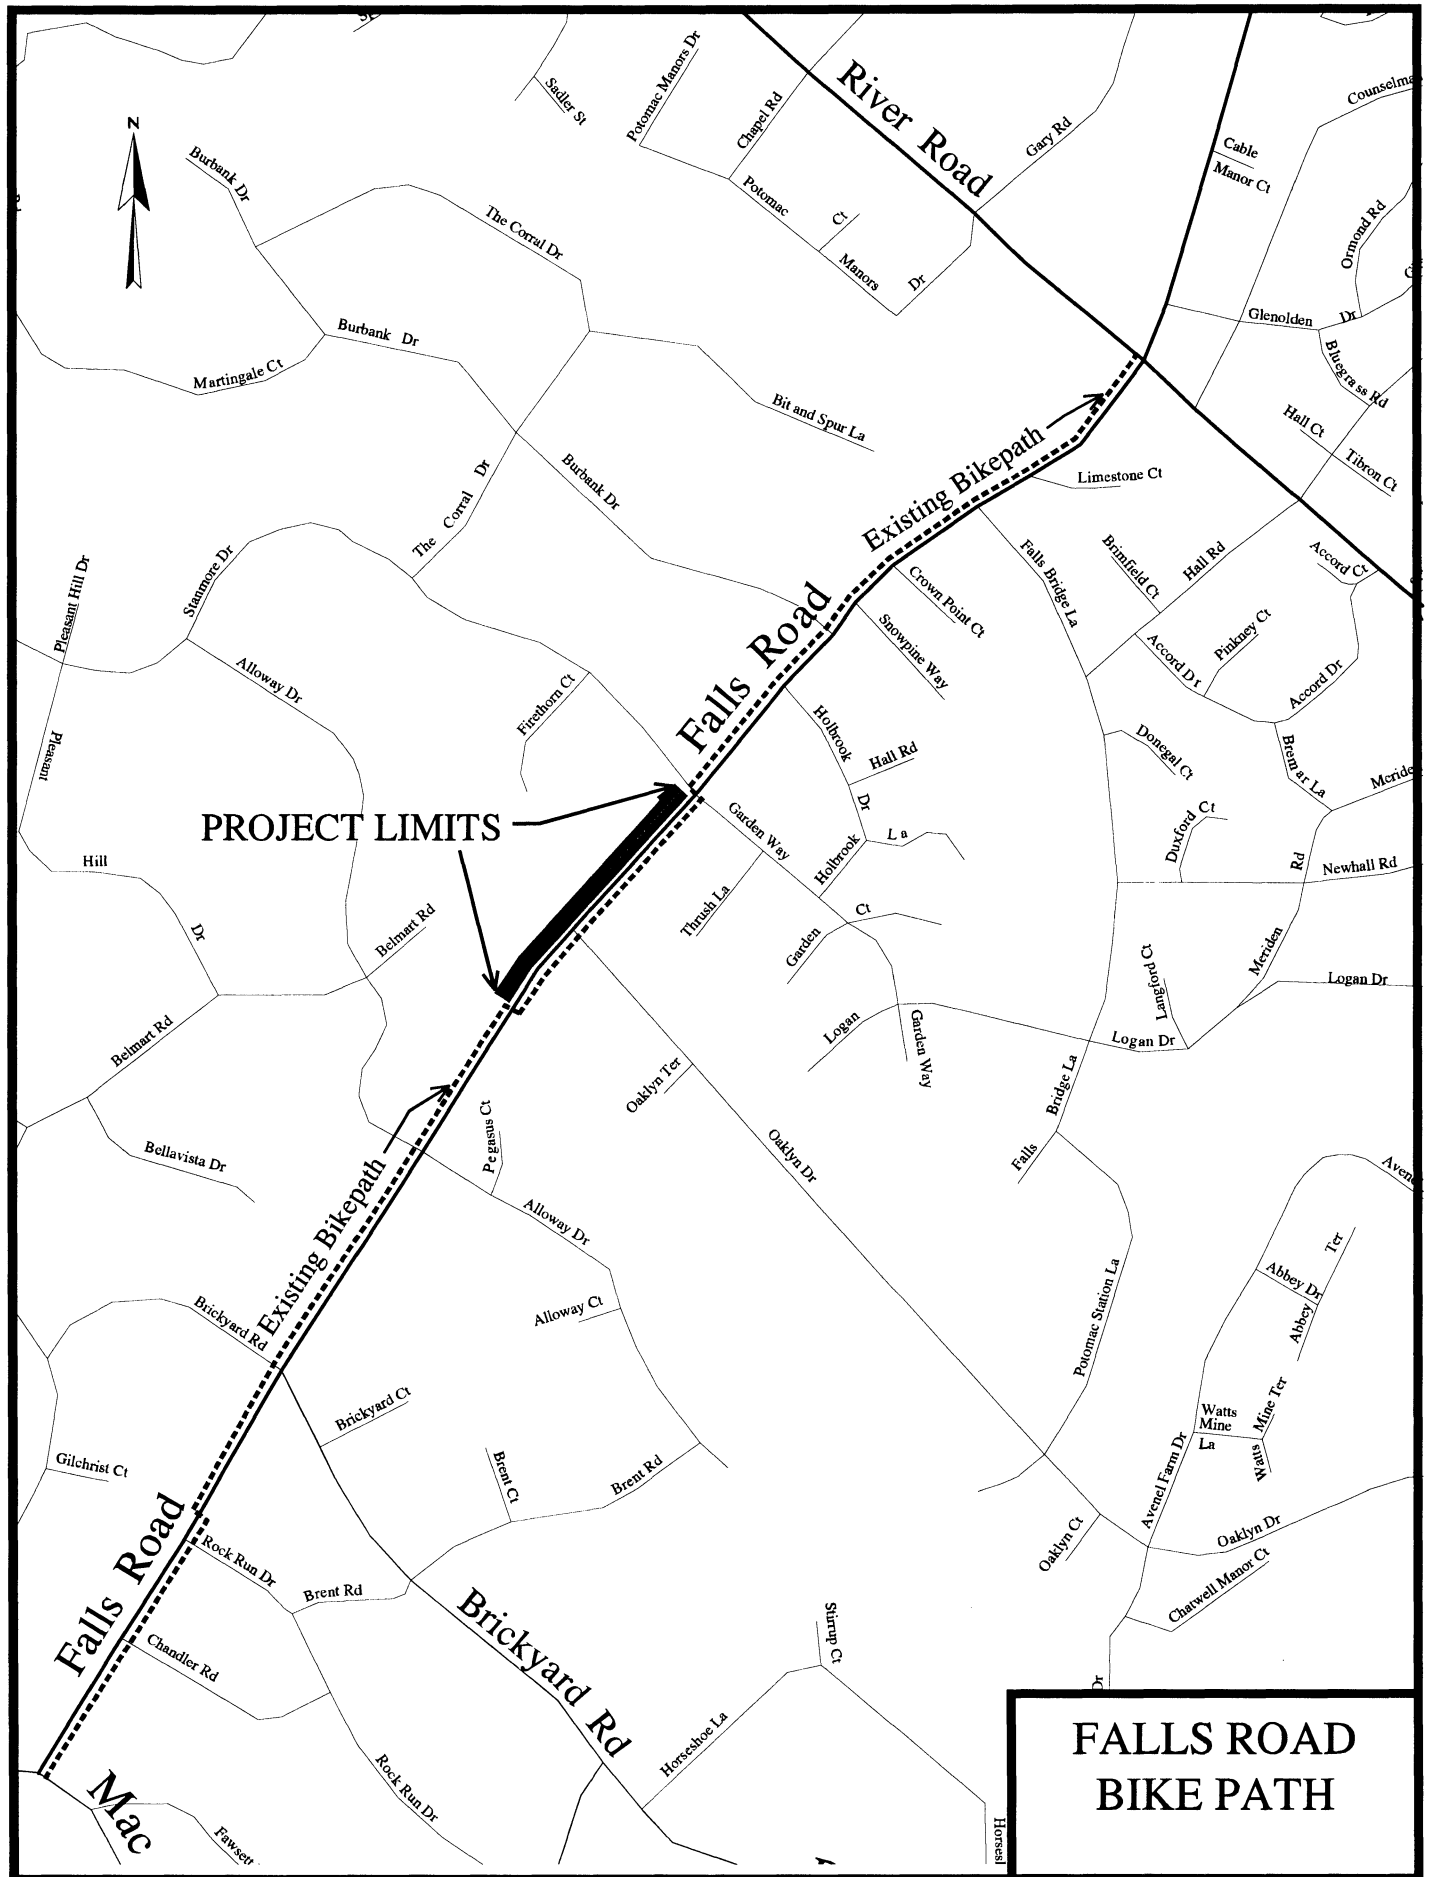 N
Burbank Dr
Sadler St
Potomac Manors Dr
Chapel Rd
River Road
Gary Rd
Cable
Manor Ct
Ormond Rd
The Corral Dr
Potomac
Ct
Manors
Dr
Glenolden Dr
Burbank Dr
Martingale Ct
Bit and Spur La
Bluegrass Rd
Hall Ct
Tibron Ct
Existing Bikepath
Limestone Ct
The Corral Dr
Burbank Dr
Pleasant Hill Dr
Stanmore Dr
Falls Bridge La
Brimfield Ct
Hall Rd
Accord Ct
Crown Point Ct
Snowpine Way
Accord Dr
Pinkney Ct
Accord Dr
Alloway Dr
Firethorn Ct
Falls Road
Holbrook
Dr
Hall Rd
Donegal Ct
Bremar La
Pleasant
Hill
Dr
PROJECT LIMITS
Garden Way
Holbrook
La
Duxford Ct
Meriden
Rd
Newhall Rd
Thrush La
Belmart Rd
Garden
Ct
Langford Ct
Logan Dr
Belmart Rd
Logan
Garden Way
Logan Dr
Oaklyn Ter
Bridge La
Falls
Pegasus Ct
Bellavista Dr
Oaklyn Dr
Existing Bikepath
Alloway Dr
Abbey Dr
Abbey
Ter
Brickyard Rd
Alloway Ct
Potomac Station La
Brickyard Ct
Watts
Mine
La
Watts
Mine Ter
Gilchrist Ct
Brent Ct
Brent Rd
Avenel Farm Dr
Oaklyn Ct
Oaklyn Dr
Chatwell Manor Ct
Falls Road
Rock Run Dr
Brent Rd
Chandler Rd
Brickyard Rd
Stirrup Ct
Horseshoe La
Rock Run Dr
Mac
Dr
FALLS ROAD
BIKE PATH